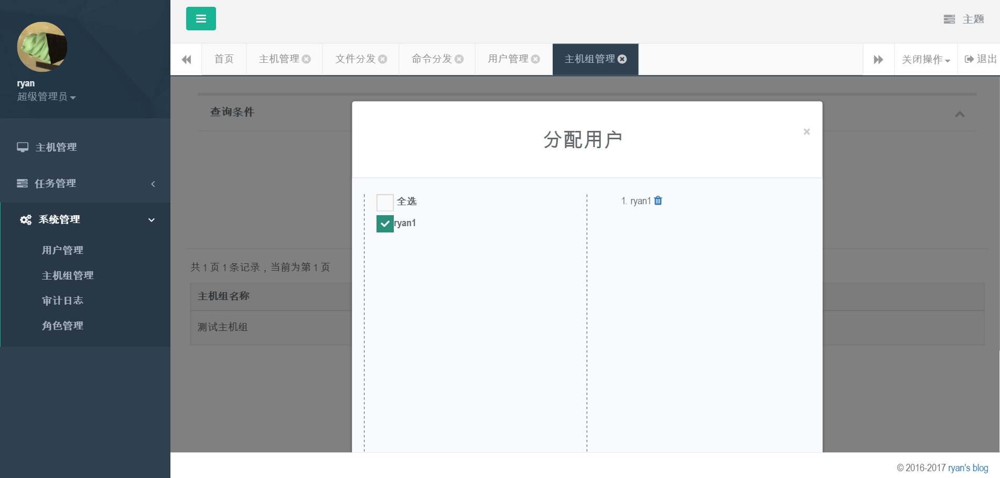 ryan
超级管理员
主机管理
任务管理
系统管理
用户管理
主机组管理
审计日志
角色管理
主题
首页
主机管理
文件分发
命令分发
用户管理
主机组管理
关闭操作
退出
查询条件
共 1 页 1 条记录，当前为第 1 页
主机组名称
测试主机组
分配用户
×
全选
ryan1
1. ryan1
© 2016-2017 ryan's blog